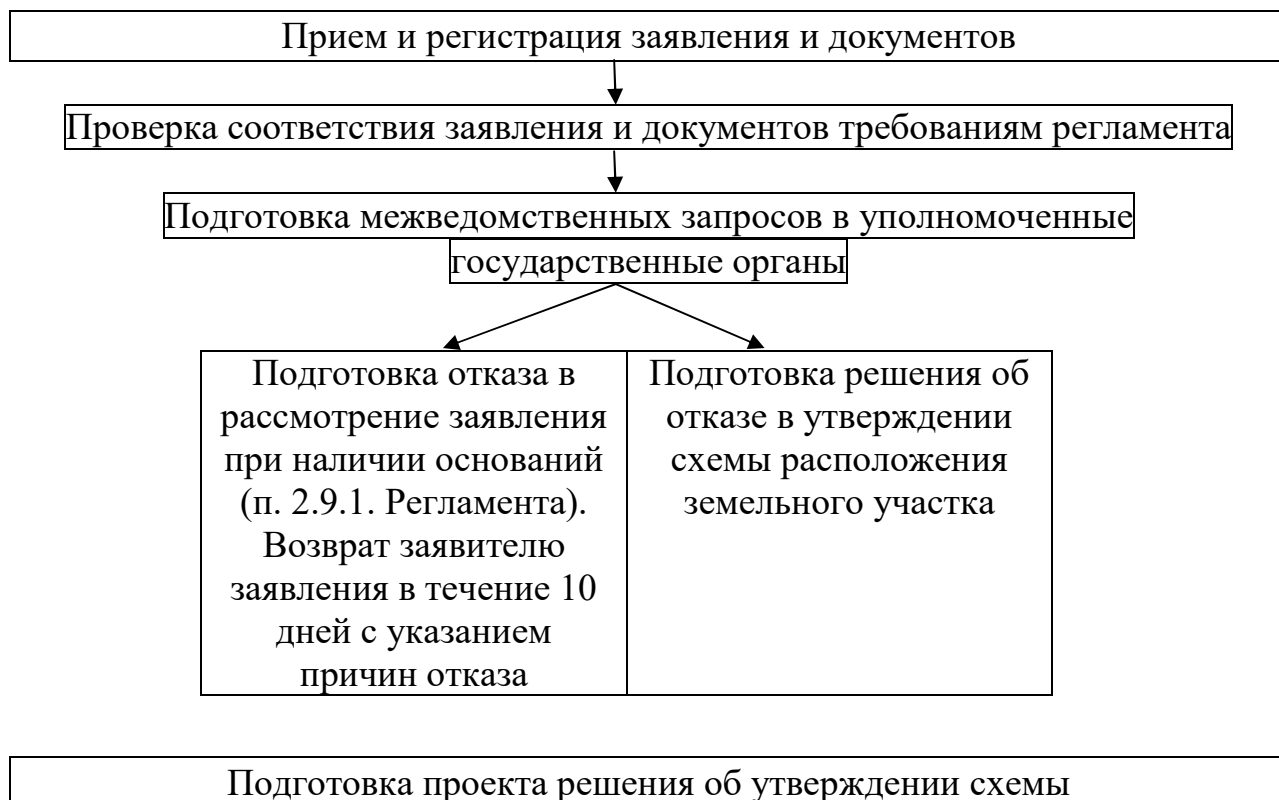 Прием и регистрация заявления и документов
Проверка соответствия заявления и документов требованиям регламента
Подготовка межведомственных запросов в уполномоченные
государственные органы
Подготовка отказа в
рассмотрение заявления
при наличии оснований
(п. 2.9.1. Регламента).
Возврат заявителю
заявления в течение 10
дней с указанием
причин отказа
Подготовка решения об
отказе в утверждении
схемы расположения
земельного участка
Подготовка проекта решения об утверждении схемы